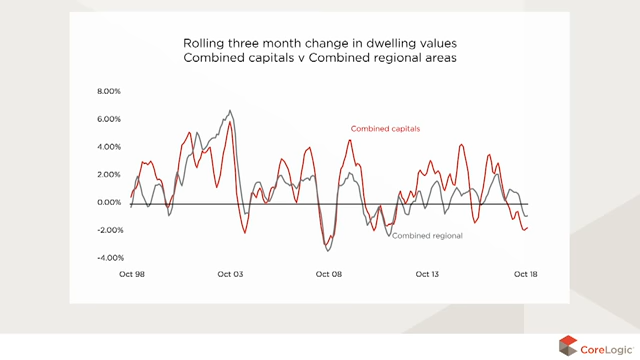 Rolling three month change in dwelling values
Combined capitals v Combined regional areas
8.00%
6.00%
4.00%
2.00%
0.00%
-2.00%
-4.00%
Combined capitals
Combined regional
Oct 98
Oct 03
Oct 08
Oct 13
Oct 18
CoreLogic